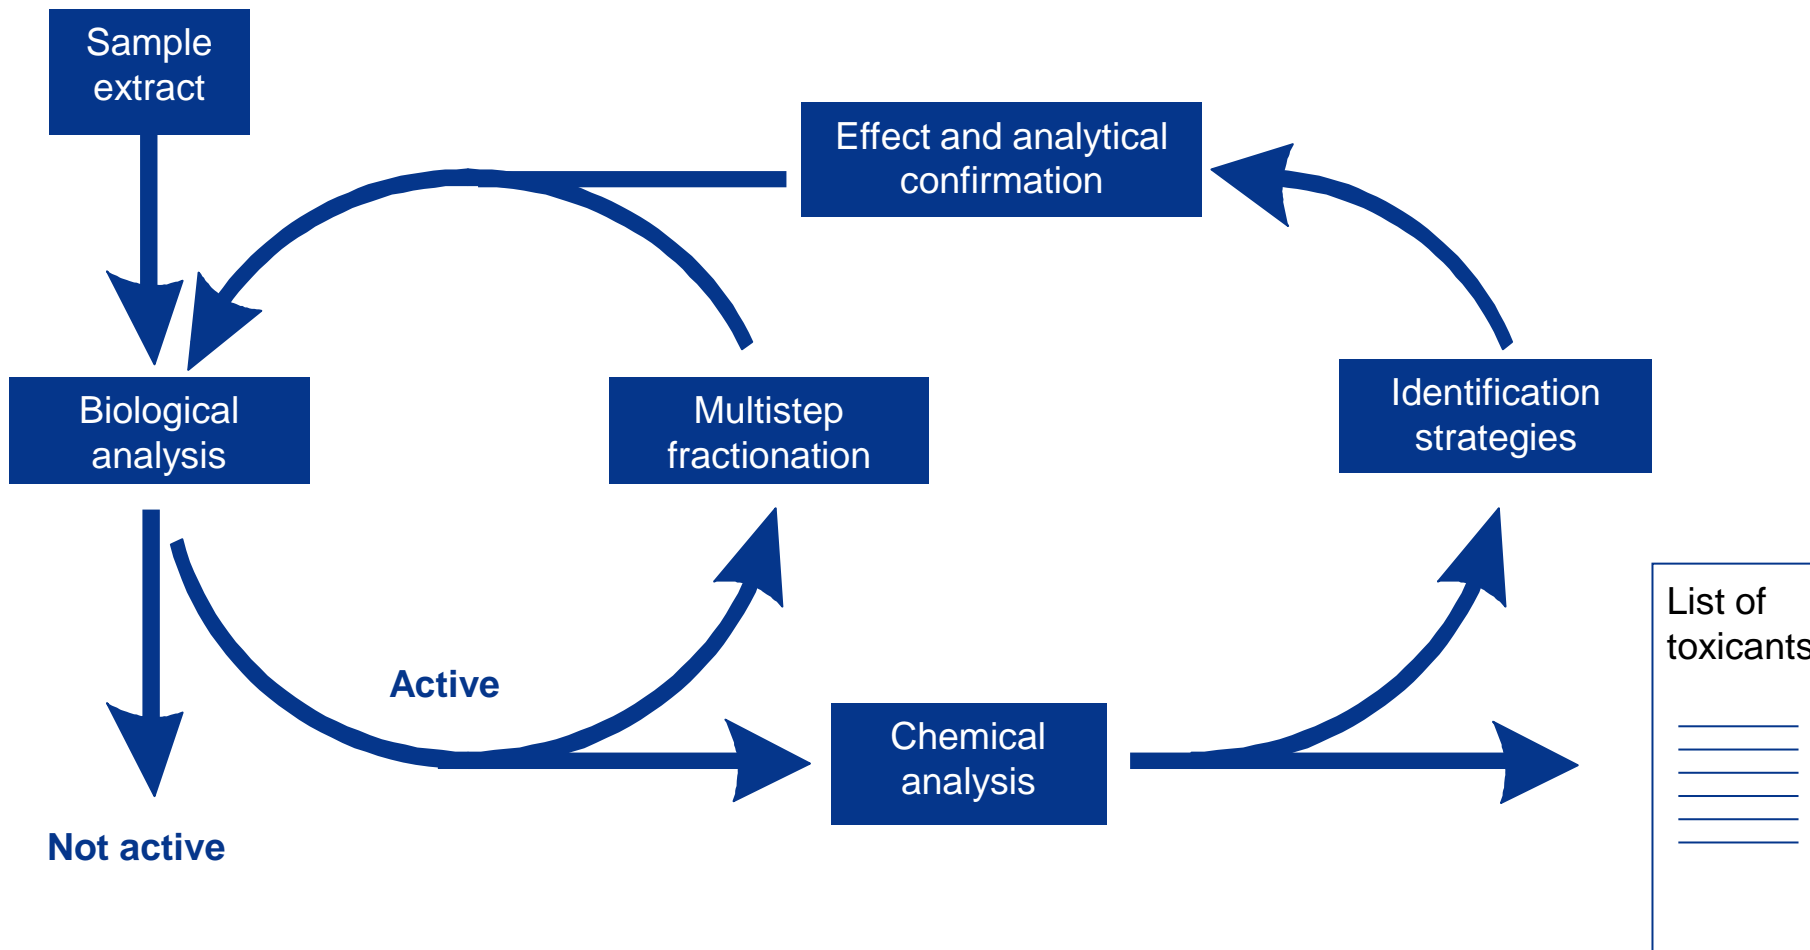 Sample
extract
Effect and analytical
confirmation
Biological
analysis
Multistep
fractionation
Identification
strategies
List of
toxicants
Active
Chemical
analysis
Not active